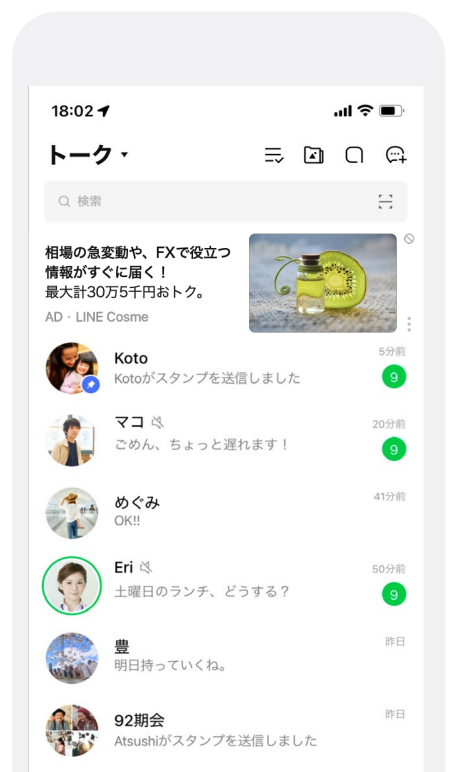 18:02
トーク
検索
相場の急変動や、FXで役立つ
情報がすぐに届く！
最大計30万5千円おトク。
AD・LINE Cosme
Koto
5分前
Kotoがスタンプを送信しました
9
マコ
20分前
ごめん、ちょっと遅れます！
9
めぐみ
41分前
OK!!
Eri
50分前
土曜日のランチ、どうする？
9
豊
昨日
明日持っていくね。
92期会
昨日
Atsushiがスタンプを送信しました